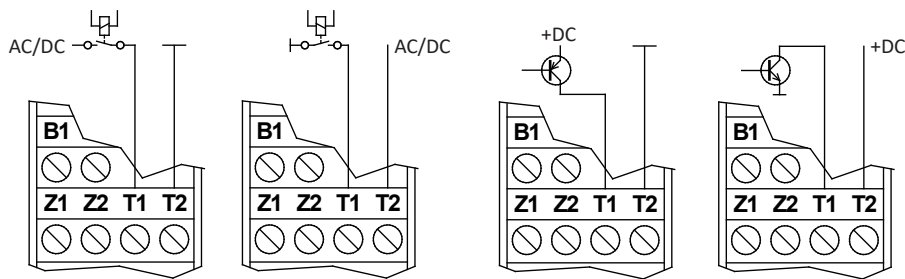 AC/DC
B1
Z1 Z2 T1 T2
AC/DC
B1
Z1 Z2 T1 T2
+DC
B1
Z1 Z2 T1 T2
+DC
B1
Z1 Z2 T1 T2